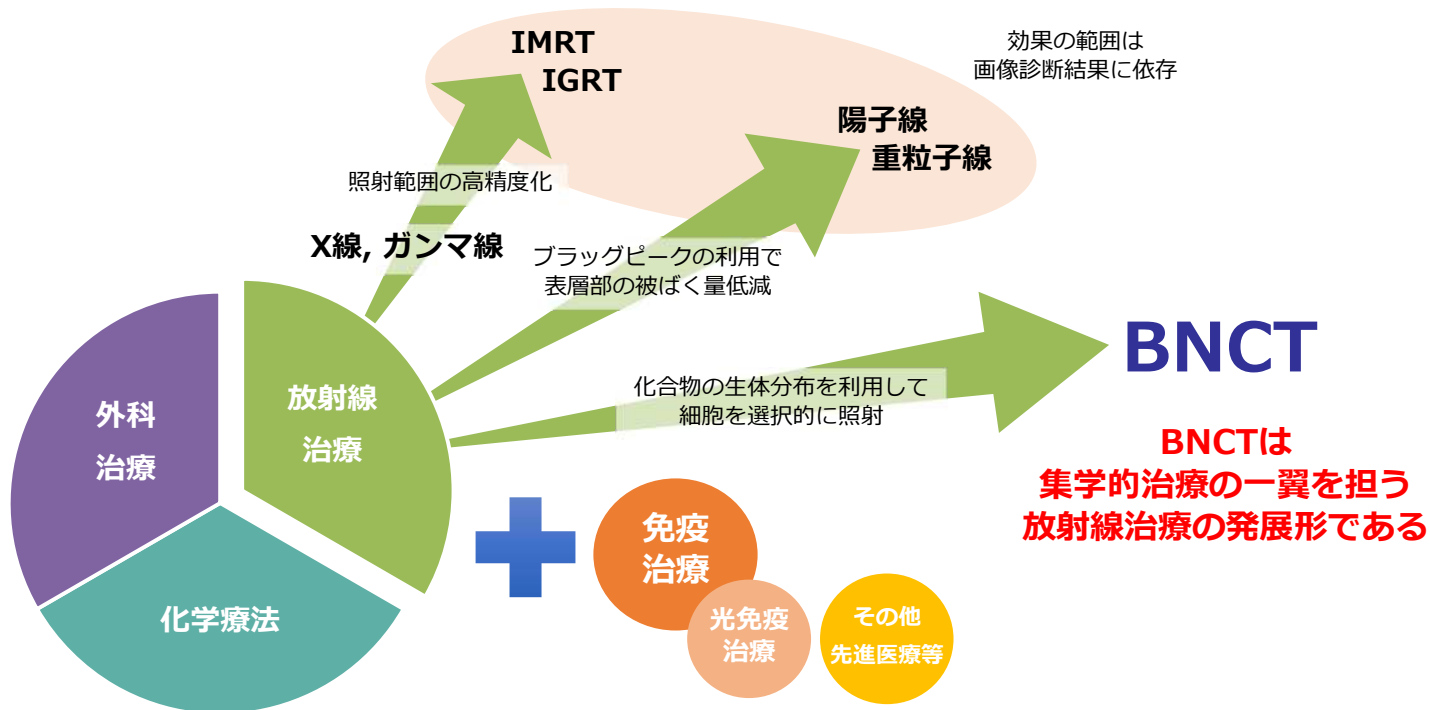 IMRT
IGRT
効果の範囲は
画像診断結果に依存
陽子線
重粒子線
照射範囲の高精度化
X線, ガンマ線
ブラッグピークの利用で
表層部の被ばく量低減
BNCT
化合物の生体分布を利用して
細胞を選択的に照射
放射線
治療
外科
治療
化学療法
BNCTは
集学的治療の一翼を担う
放射線治療の発展形である
免疫
治療
光免疫
治療
その他
先進医療等